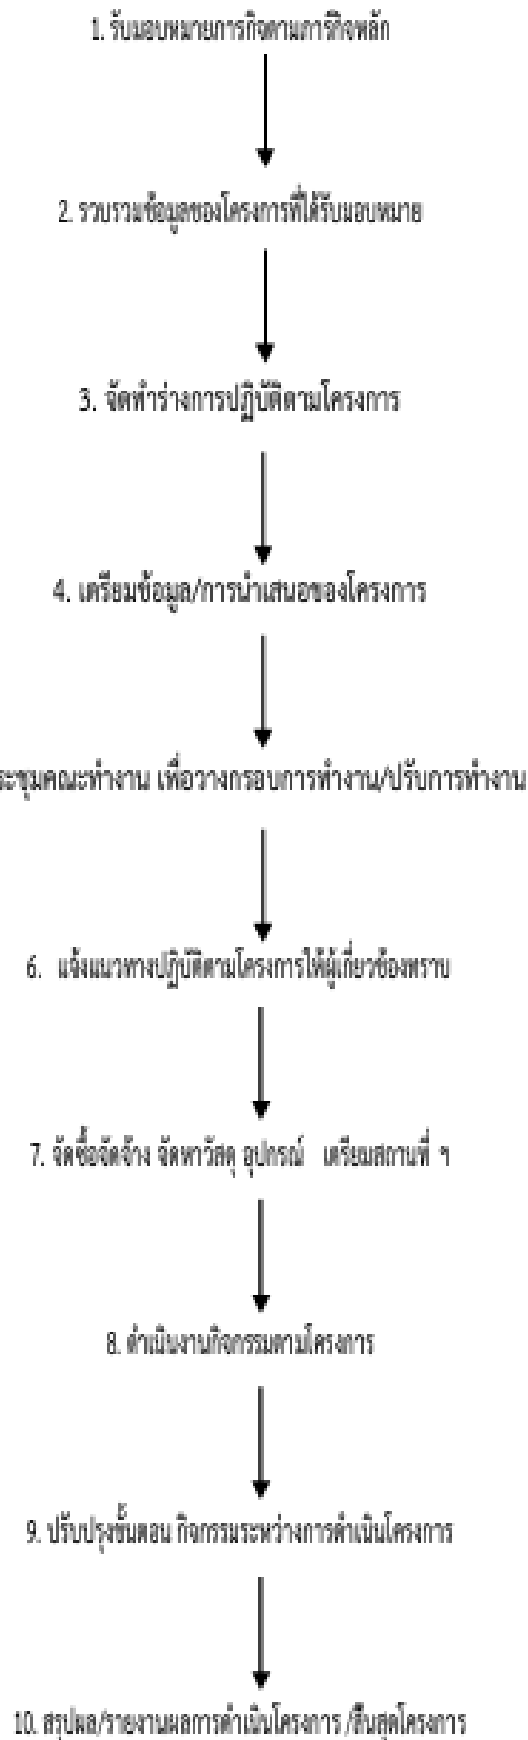 1. รับมอบหมายภารกิจตามภารกิจหลัก
2. รวบรวมข้อมูลของโครงการที่ได้รับมอบหมาย
3. จัดทำร่างการปฏิบัติตามโครงการ
4. เตรียมข้อมูล/การนำเสนอของโครงการ
ระชุมคณะทำงาน เพื่อวางกรอบการทำงาน/ปรับการทำงาน
6. แจ้งแนวทางปฏิบัติตามโครงการให้ผู้เกี่ยวข้องทราบ
7. จัดซื้อจัดจ้าง จัดหาวัสดุ อุปกรณ์ เตรียมสถานที่ ฯ
8. ดำเนินงานกิจกรรมตามโครงการ
9. ปรับปรุงขั้นตอน กิจกรรมระหว่างการดำเนินโครงการ
10. สรุปผล/รายงานผลการดำเนินโครงการ /สิ้นสุดโครงการ